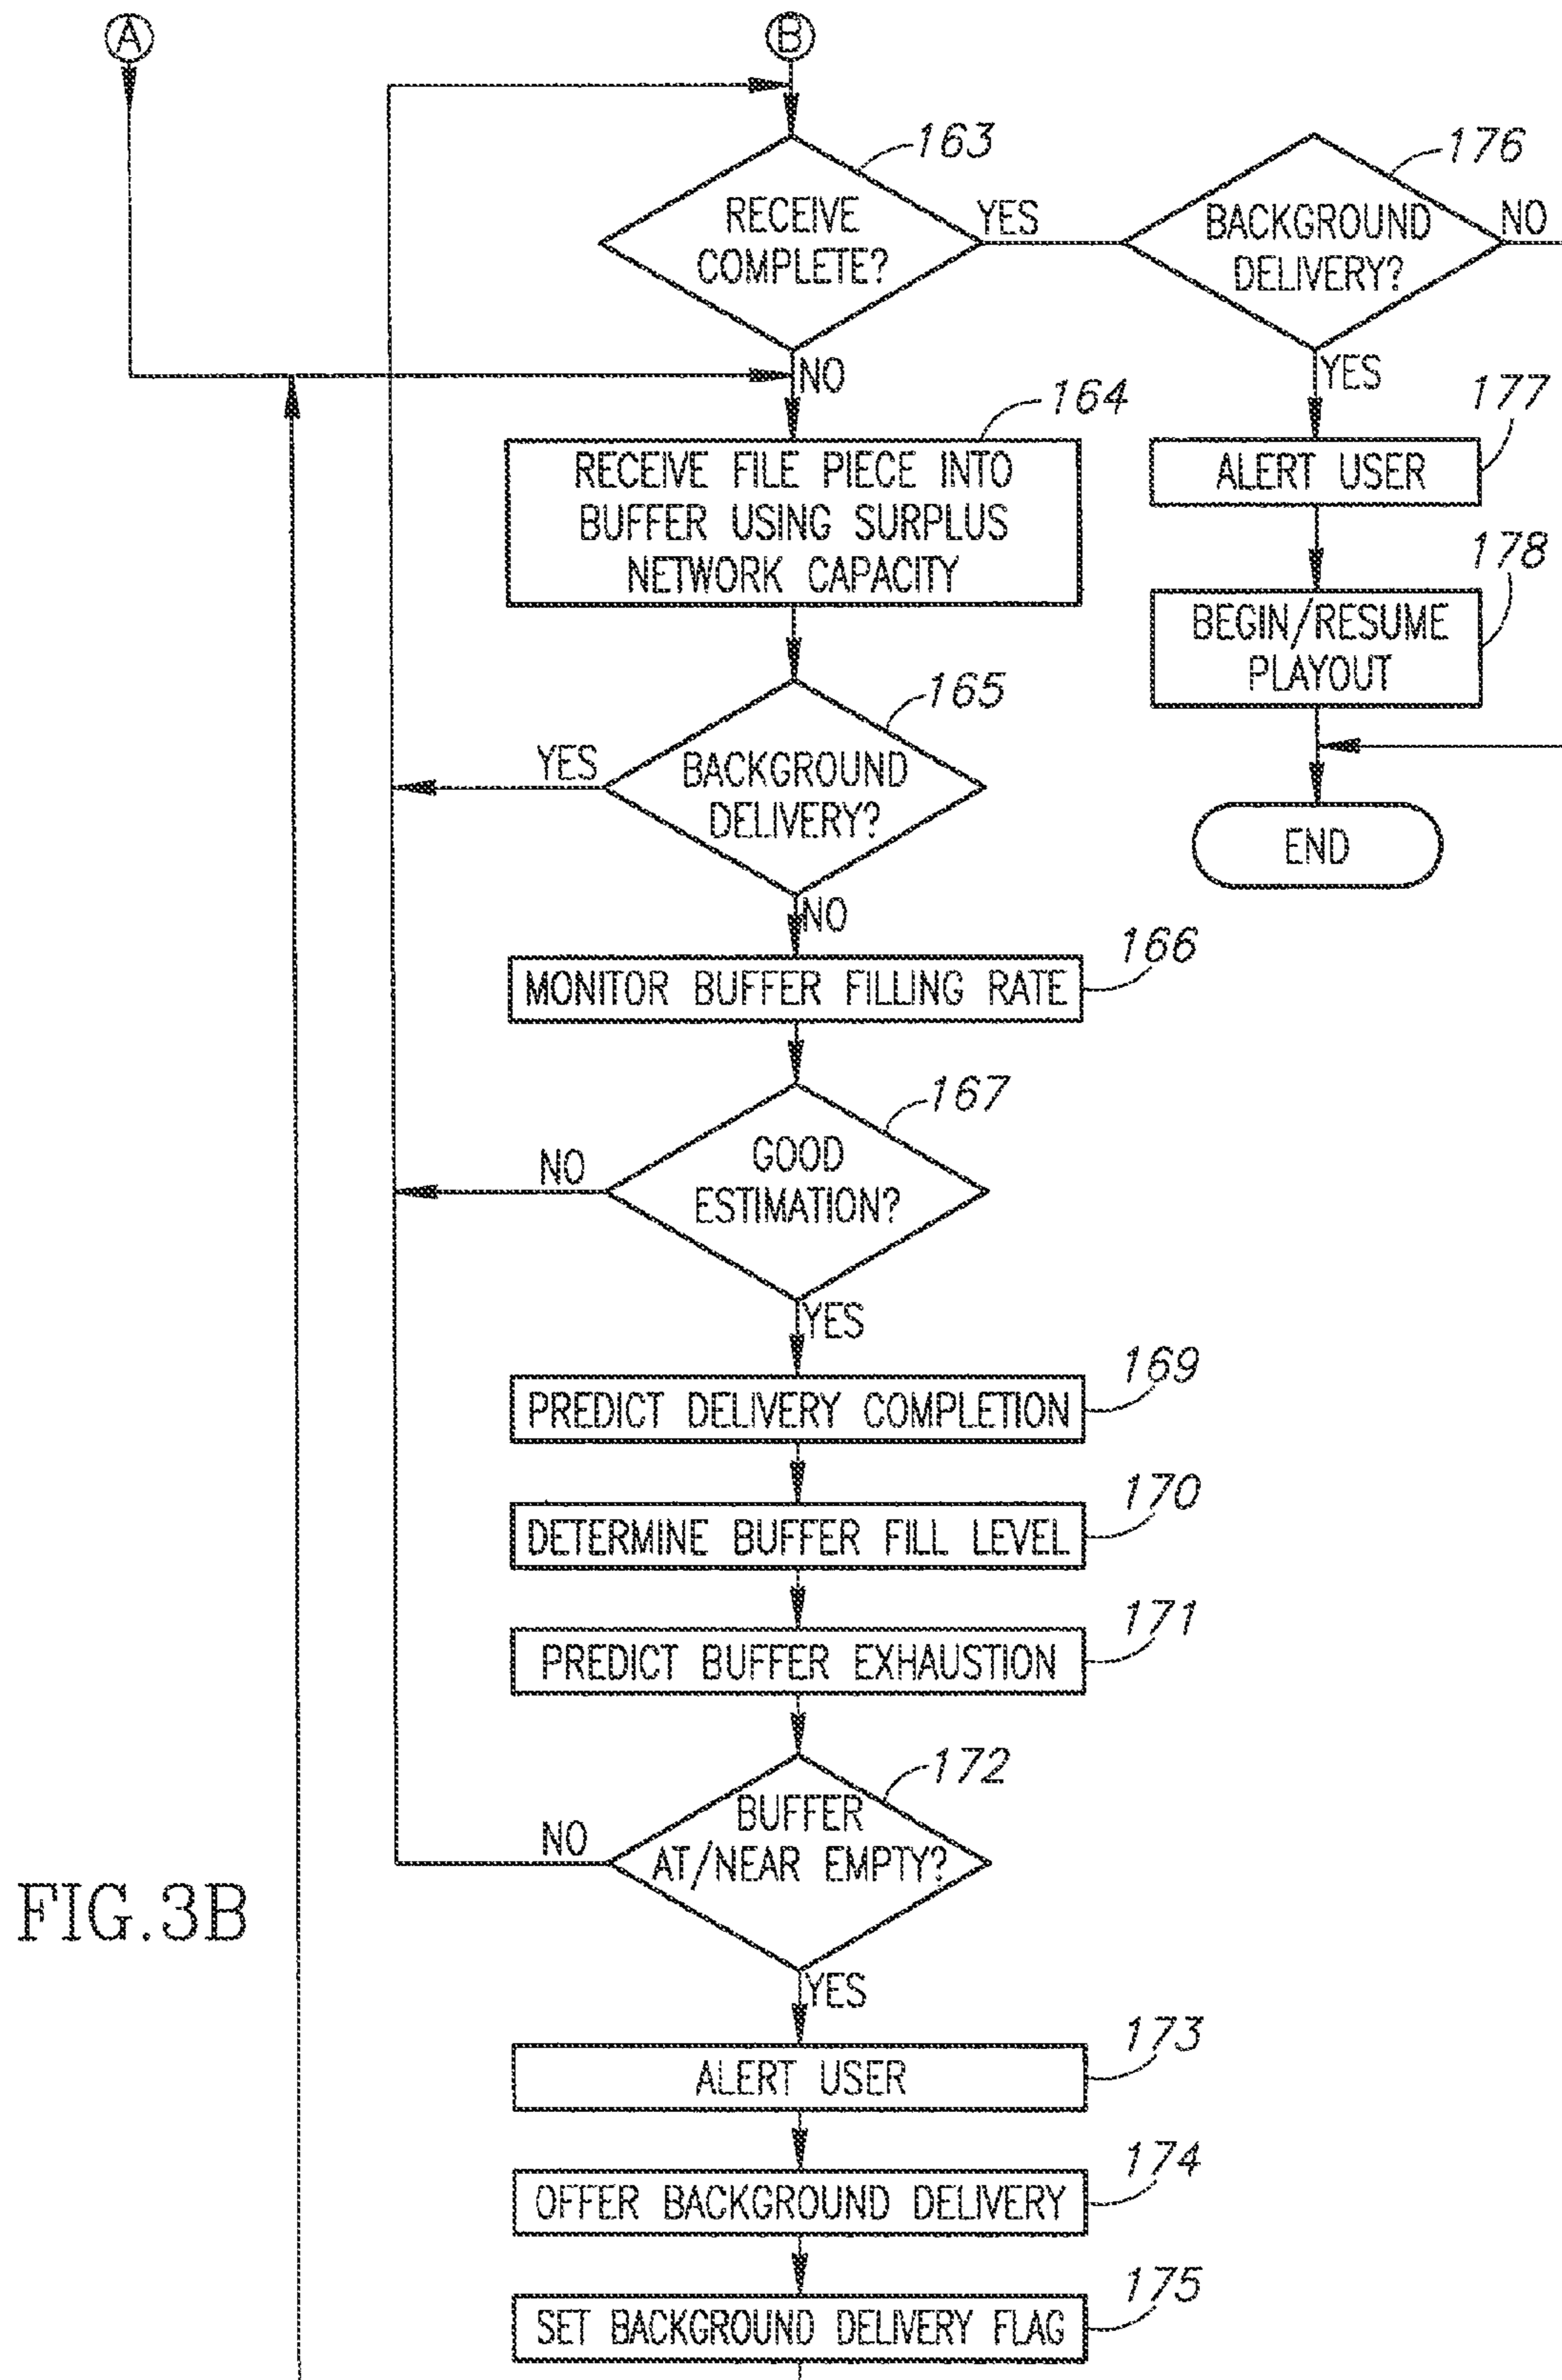 A
B
163
RECEIVE
COMPLETE?
YES
NO
176
BACKGROUND
DELIVERY?
NO
YES
164
RECEIVE FILE PIECE INTO
BUFFER USING SURPLUS
NETWORK CAPACITY
177
ALERT USER
178
BEGIN/RESUME
PLAYOUT
END
165
BACKGROUND
DELIVERY?
YES
NO
166
MONITOR BUFFER FILLING RATE
167
GOOD
ESTIMATION?
NO
YES
169
PREDICT DELIVERY COMPLETION
170
DETERMINE BUFFER FILL LEVEL
171
PREDICT BUFFER EXHAUSTION
172
BUFFER
AT/NEAR EMPTY?
NO
YES
FIG.3B
173
ALERT USER
174
OFFER BACKGROUND DELIVERY
175
SET BACKGROUND DELIVERY FLAG